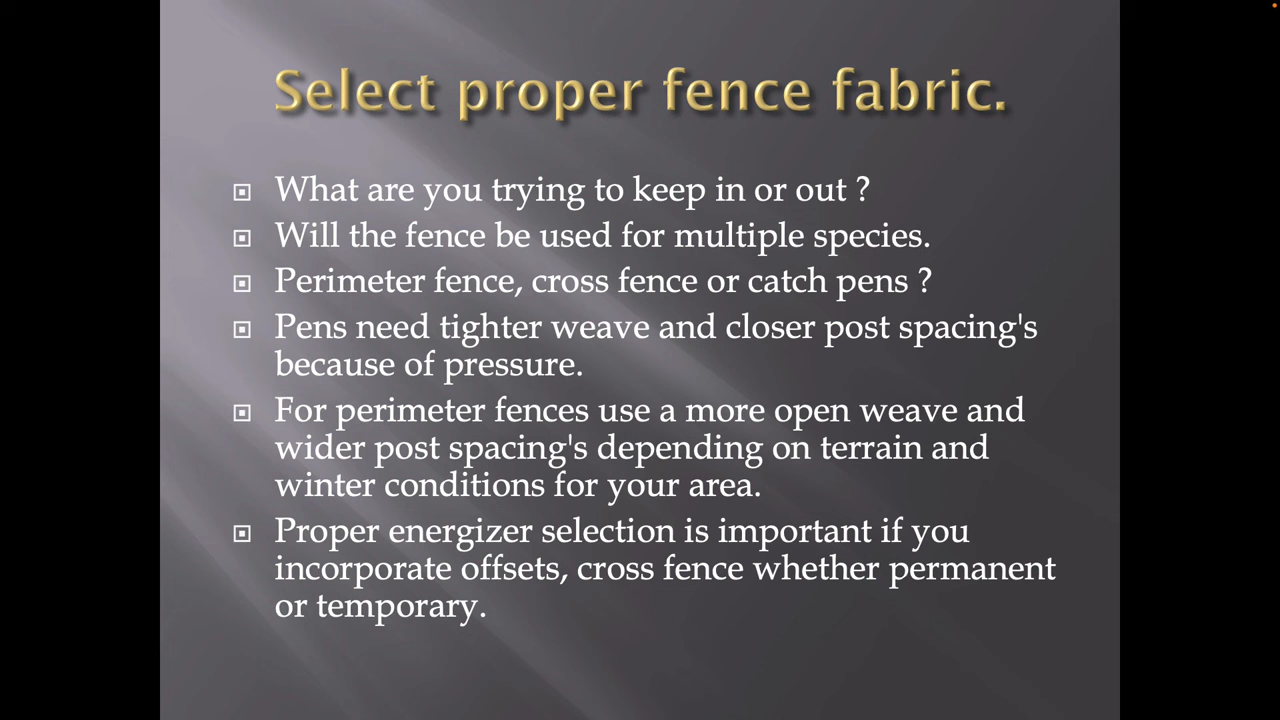 Select proper fence fabric.
What are you trying to keep in or out ?
Will the fence be used for multiple species.
Perimeter fence, cross fence or catch pens ?
Pens need tighter weave and closer post spacing's
because of pressure.
For perimeter fences use a more open weave and
wider post spacing's depending on terrain and
winter conditions for your area.
Proper energizer selection is important if you
incorporate offsets, cross fence whether permanent
or temporary.